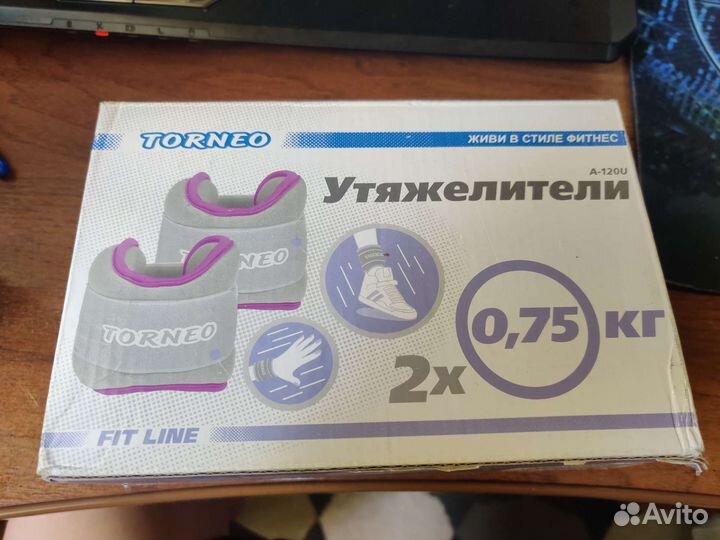 TORNEO
ЖИВИ В СТИЛЕ ФИТНЕС
A-120U
Утяжелители
TORNEO
TORNEO
2x 0,75 кг
FIT LINE
Avito